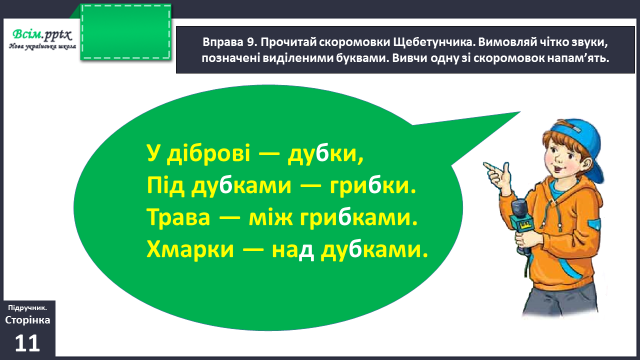 Всім.pptx
Нова українська школа
Вправа 9. Прочитай скоромовки Щебетунчика. Вимовляй чітко звуки,
позначені виділеними буквами. Вивчи одну зі скоромовок напам'ять.
У діброві — дубки,
Під дубками — грибки.
Трава — між грибками.
Хмарки — над дубками.
Підручник.
Сторінка
11